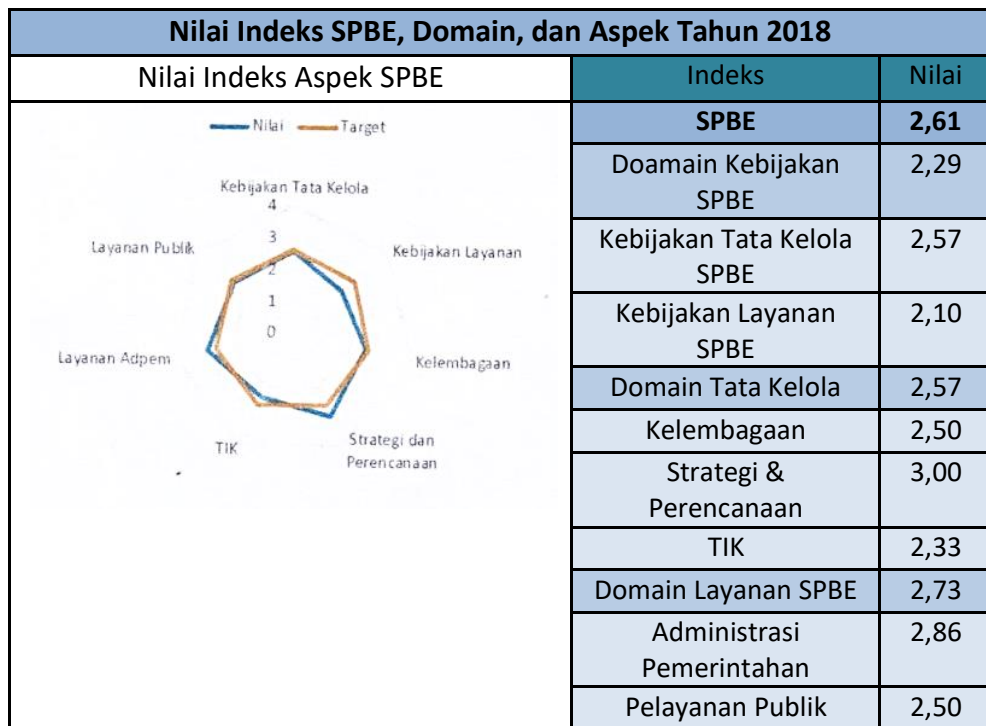 Nilai Indeks SPBE, Domain, dan Aspek Tahun 2018
Nilai Indeks Aspek SPBE
Nilai Target
Kebijakan Tata Kelola
4
3
2
1
0
Kebijakan Layanan
Kelembagaan
Strategi dan
Perencanaan
TIK
Layanan Adpem
Layanan Publik
Indeks Nilai
SPBE 2,61
Doamain Kebijakan 2,29
SPBE
Kebijakan Tata Kelola 2,57
SPBE
Kebijakan Layanan 2,10
SPBE
Domain Tata Kelola 2,57
Kelembagaan 2,50
Strategi & 3,00
Perencanaan
TIK 2,33
Domain Layanan SPBE 2,73
Administrasi 2,86
Pemerintahan
Pelayanan Publik 2,50